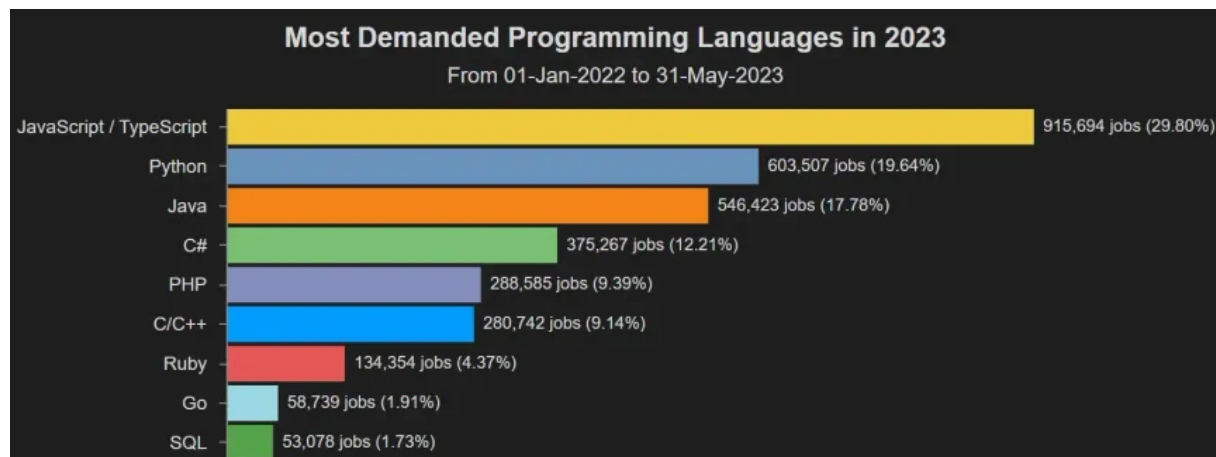 Most Demanded Programming Languages in 2023
From 01-Jan-2022 to 31-May-2023
JavaScript / TypeScript 915,694 jobs (29.80%)
Python 603,507 jobs (19.64%)
Java 546,423 jobs (17.78%)
C# 375,267 jobs (12.21%)
PHP 288,585 jobs (9.39%)
C/C++ 280,742 jobs (9.14%)
Ruby 134,354 jobs (4.37%)
Go 58,739 jobs (1.91%)
SQL 53,078 jobs (1.73%)